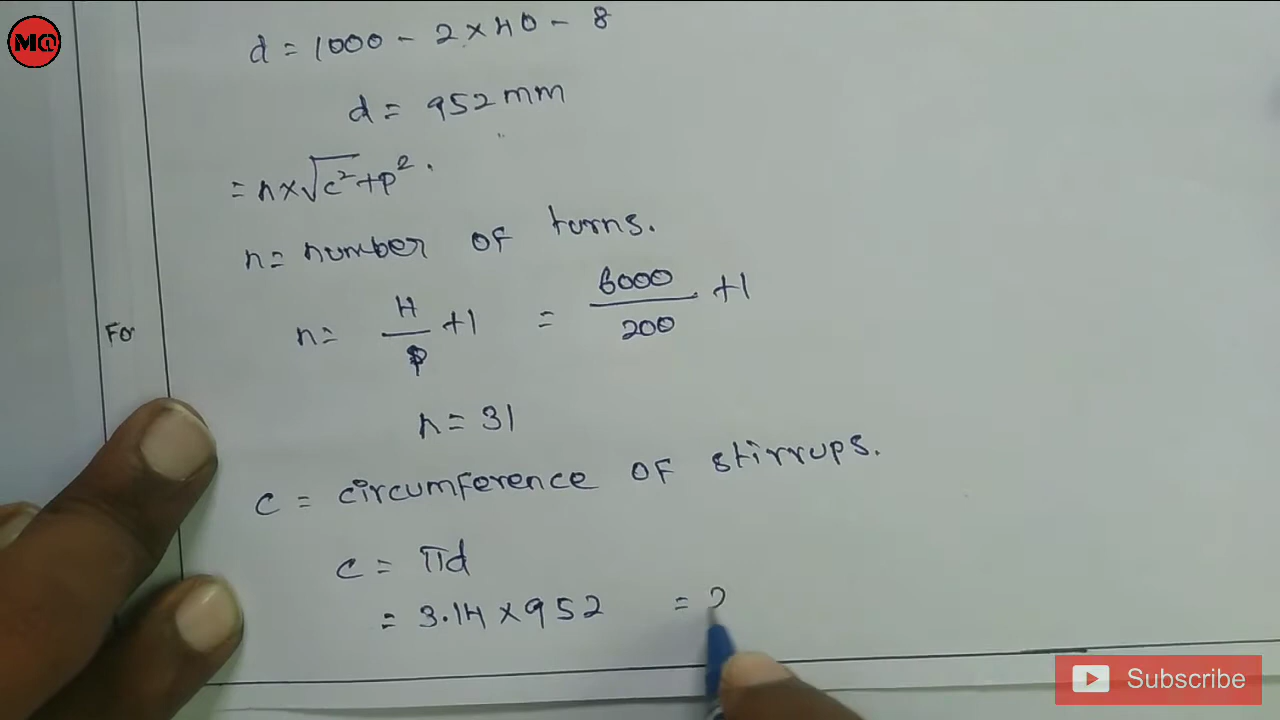 M@
d = 1000 - 2 × 40 - 8
d = 952 mm
= n × √c² + p² .
n = number of turns.
n = H/P + 1 = 6000/200 + 1
Fo
n = 31
c = circumference of stirrups.
c = πd
= 3.14 × 952 =
Subscribe